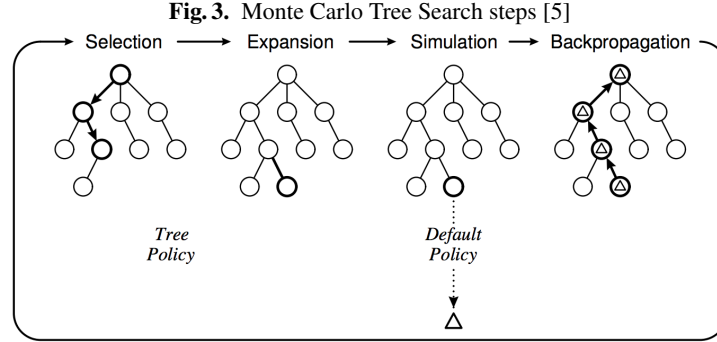 Fig. 3. Monte Carlo Tree Search steps [5]
Selection Expansion Simulation Backpropagation
Tree Default
Policy Policy